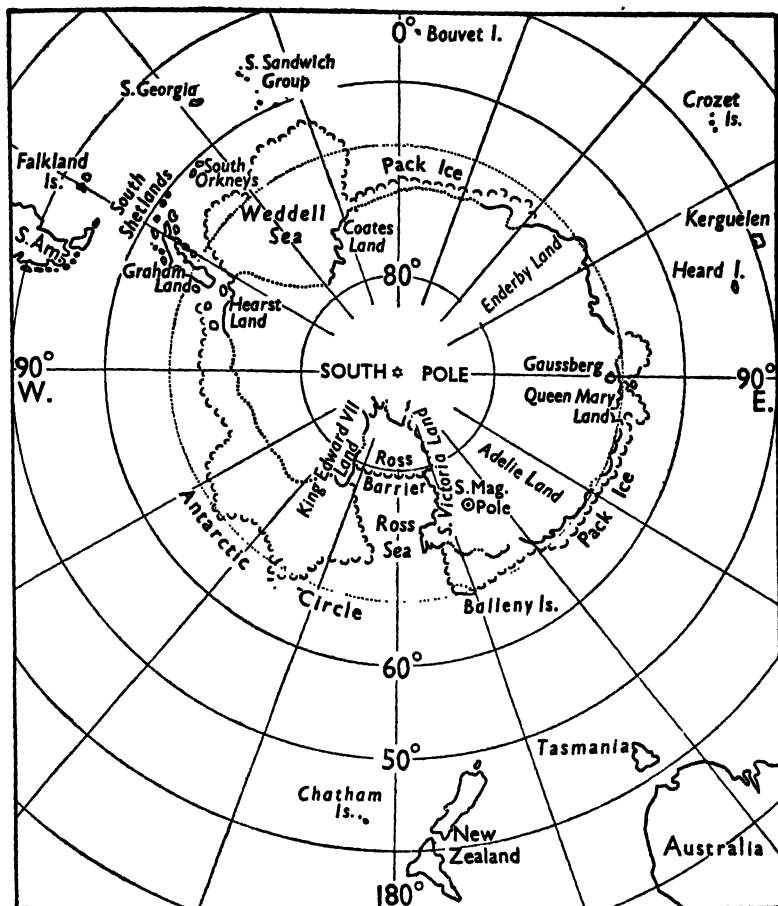 0° Bouvet I.
S. Sandwich
Group
S. Georgia
Crozet
Is.
Falkland
Is.
South
Shetlands
South
Orkneys
Pack Ice
Weddell
Sea
Coates
Land
Kerguelen
S. Am.
Graham
Land
Hearst
Land
80°
Enderby Land
Heard I.
90°
W.
SOUTH POLE
Gaussberg
Queen Mary
Land
90°
E.
King Edward VII
Land
Ross
Barrier
S. Victoria Land
S. Mag.
Pole
Adelie Land
Pack Ice
Ross
Sea
Antarctic
Circle
Balleny Is.
60°
50°
Tasmania
Chatham
Is.
New
Zealand
Australia
180°